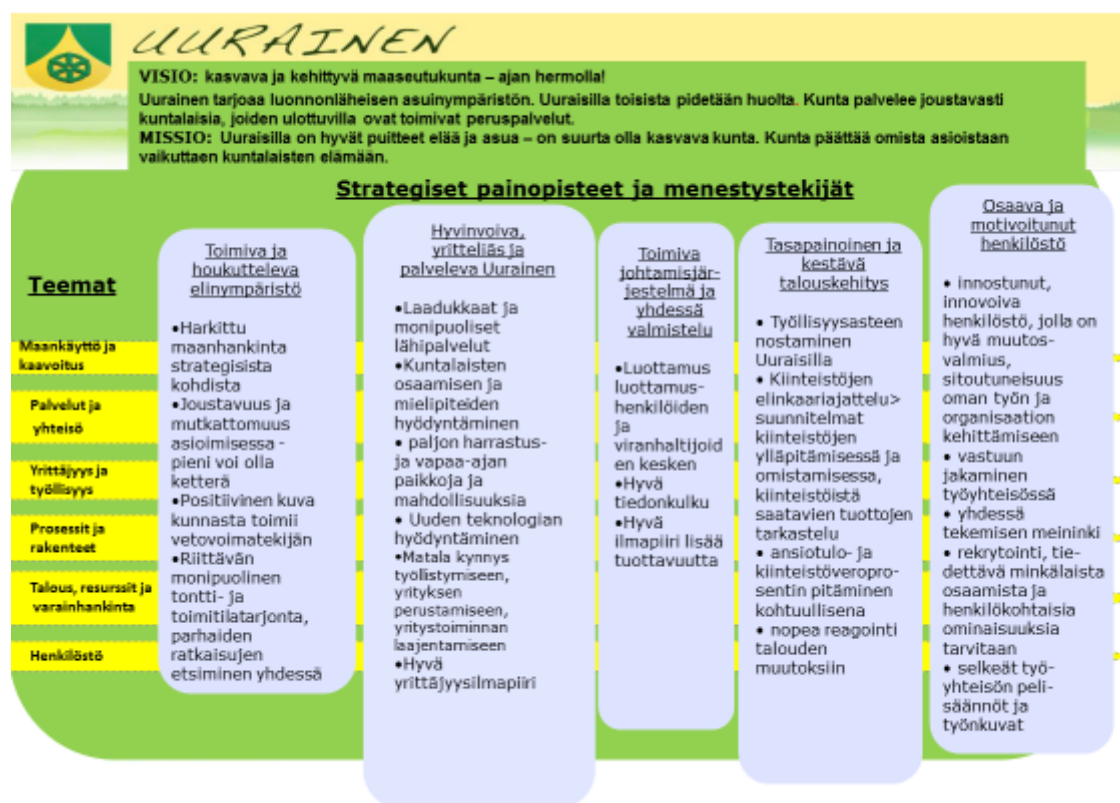 UURAINEN
VISIO: kasvava ja kehittyvä maaseutukunta – ajan hermolla!
Uurainen tarjoaa luonnonläheisen asuinympäristön. Uuraisilla toisista pidetään huolta. Kunta palvelee joustavasti
kuntalaisia, joiden ulottuvilla ovat toimivat peruspalvelut.
MISSIO: Uuraisilla on hyvät puitteet elää ja asua – on suurta olla kasvava kunta. Kunta päättää omista asioistaan
vaikuttaen kuntalaisten elämään.
Strategiset painopisteet ja menestystekijät
Teemat
Maankäyttö ja
kaavoitus
Palvelut ja
yhteisö
Yrittäjyys ja
työllisyys
Prosessit ja
rakenteet
Talous, resurssit ja
varainhankinta
Henkilöstö
Toimiva ja
houkutteleva
elinympäristö
•Harkittu
maanhankinta
strategisista
kohdista
•Joustavuus ja
mutkattomuus
asioimisessa -
pieni voi olla
ketterä
•Positiivinen kuva
kunnasta toimii
vetovoimatekijän
•Riittävän
monipuolinen
tontti- ja
toimitilatarjonta,
parhaiden
ratkaisujen
etsiminen yhdessä
Hyvinvoiva,
yritteliäs ja
palveleva Uurainen
•Laadukkaat ja
monipuoliset
lähipalvelut
•Kuntalaisten
osaamisen ja
mielipiteiden
hyödyntäminen
• paljon harrastus-
ja vapaa-ajan
paikkoja ja
mahdollisuuksia
• Uuden teknologian
hyödyntäminen
•Matala kynnys
työllistymiseen,
yrityksen
perustamiseen,
yritystoiminnan
laajentamiseen
•Hyvä
yrittäjyysilmapiiri
Toimiva
johtamisjär-
jestelmä ja
yhdessä
valmistelu
•Luottamus
luottamus-
henkilöiden
ja
viranhaltijoid
en kesken
•Hyvä
tiedonkulku
•Hyvä
ilmapiiri lisää
tuottavuutta
Tasapainoinen ja
kestävä
talouskehitys
• Työllisyysasteen
nostaminen
Uuraisilla
• Kiinteistöjen
elinkaariajattelu>
suunnitelmat
kiinteistöjen
ylläpitämisessä ja
omistamisessa,
kiinteistöistä
saatavien tuottojen
tarkastelu
• ansiotulo- ja
kiinteistöveropro-
sentin pitäminen
kohtuullisena
• nopea reagointi
talouden
muutoksiin
Osaava ja
motivoitunut
henkilöstö
• innostunut,
innovoiva
henkilöstö, jolla on
hyvä muutos-
valmius,
sitoutuneisuus
oman työn ja
organisaation
kehittämiseen
• vastuun
jakaminen
työyhteisössä
• yhdessä
tekemisen meininki
• rekrytointi, tie-
dettävä minkälaista
osaamista ja
henkilökohtaisia
ominaisuuksia
tarvitaan
• selkeät työ-
yhteisön peli-
säännöt ja
työnkuvat